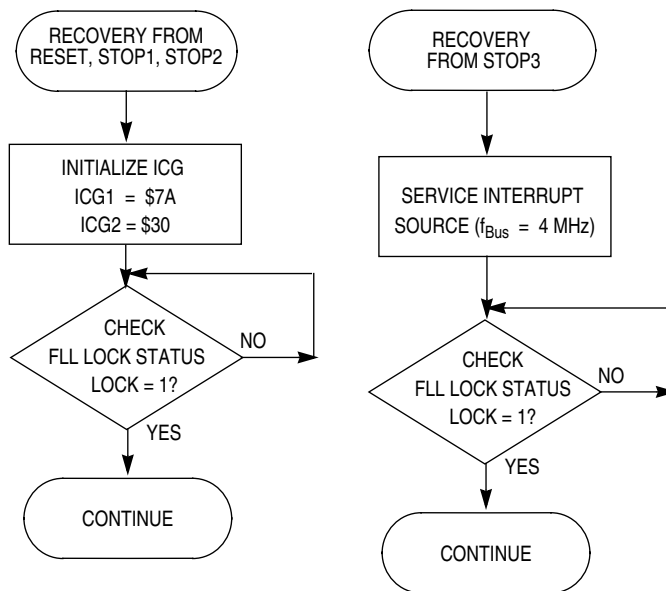 RECOVERY FROM
RESET, STOP1, STOP2
INITIALIZE ICG
ICG1 = $7A
ICG2 = $30
CHECK
FLL LOCK STATUS
LOCK = 1?
NO
YES
CONTINUE
RECOVERY
FROM STOP3
SERVICE INTERRUPT
SOURCE (fBus = 4 MHz)
CHECK
FLL LOCK STATUS
LOCK = 1?
NO
YES
CONTINUE